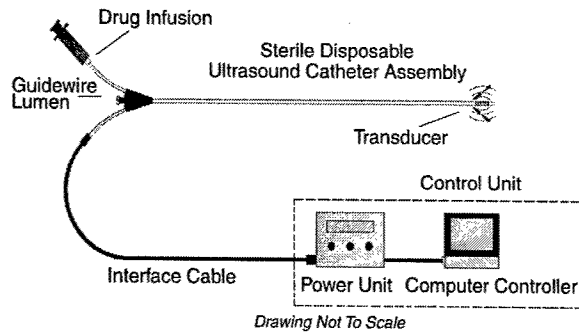 Drug Infusion
Sterile Disposable
Ultrasound Catheter Assembly
Guidewire
Lumen
Transducer
Control Unit
Interface Cable
Power Unit
Computer Controller
Drawing Not To Scale